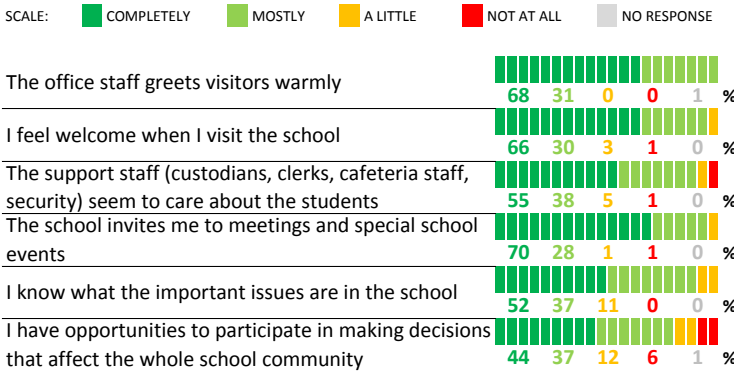 SCALE: COMPLETELY MOSTLY A LITTLE NOT AT ALL NO RESPONSE
The office staff greets visitors warmly
68 31 0 0 1 %
I feel welcome when I visit the school
66 30 3 1 0 %
The support staff (custodians, clerks, cafeteria staff,
security) seem to care about the students
55 38 5 1 0 %
The school invites me to meetings and special school
events
70 28 1 1 0 %
I know what the important issues are in the school
52 37 11 0 0 %
I have opportunities to participate in making decisions
that affect the whole school community
44 37 12 6 1 %